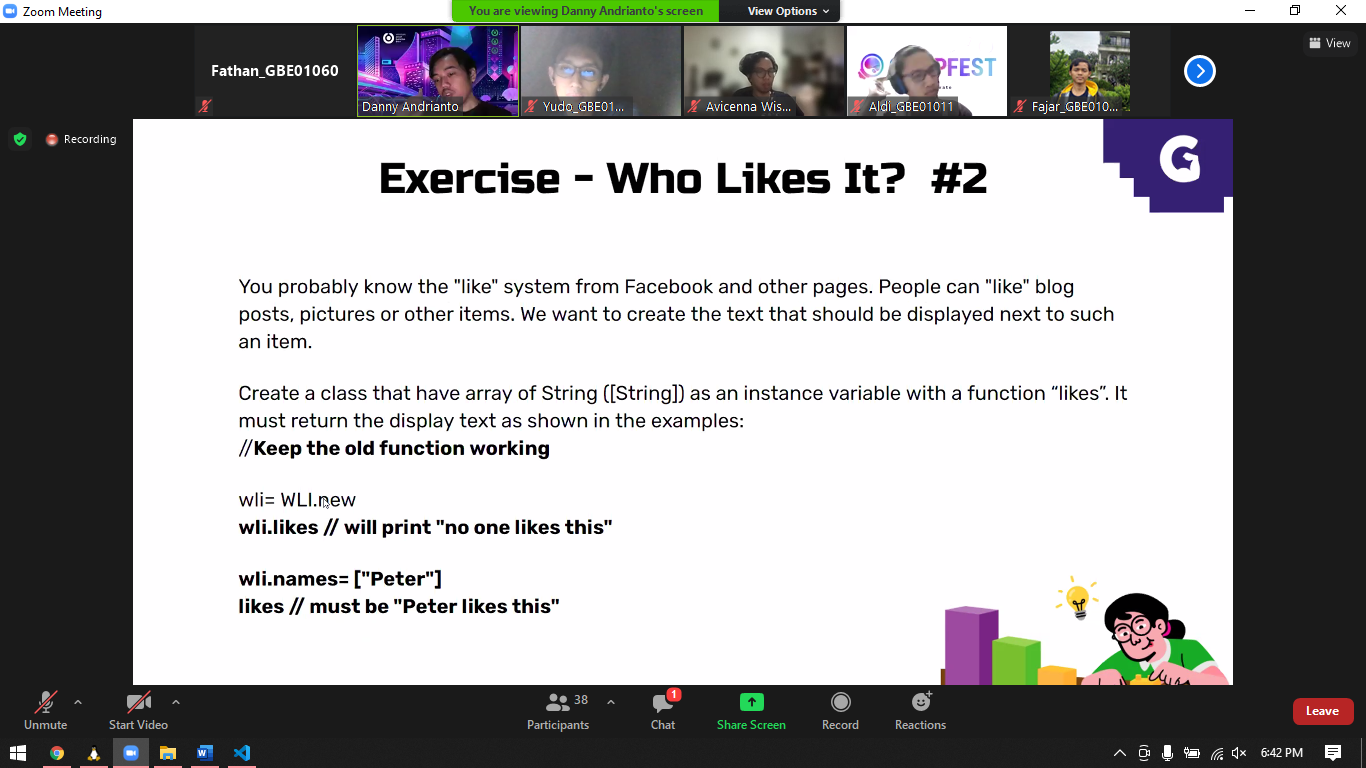 Zoom Meeting
You are viewing Danny Andrianto's screen
View Options
Fathan_GBE01060
Danny Andrianto
Yudo_GBE01...
Avicenna Wis...
PFEST
Aldi_GBE01011
Fajar_GBE010...
View
Recording
G
Exercise - Who Likes It? #2
You probably know the "like" system from Facebook and other pages. People can "like" blog
posts, pictures or other items. We want to create the text that should be displayed next to such
an item.
Create a class that have array of String ([String]) as an instance variable with a function “likes”. It
must return the display text as shown in the examples:
//Keep the old function working
wli= WLI.new
wli.likes // will print "no one likes this"
wli.names= ["Peter"]
likes // must be "Peter likes this"
Unmute
Start Video
38
Participants
1
Chat
Share Screen
Record
Reactions
Leave
6:42 PM